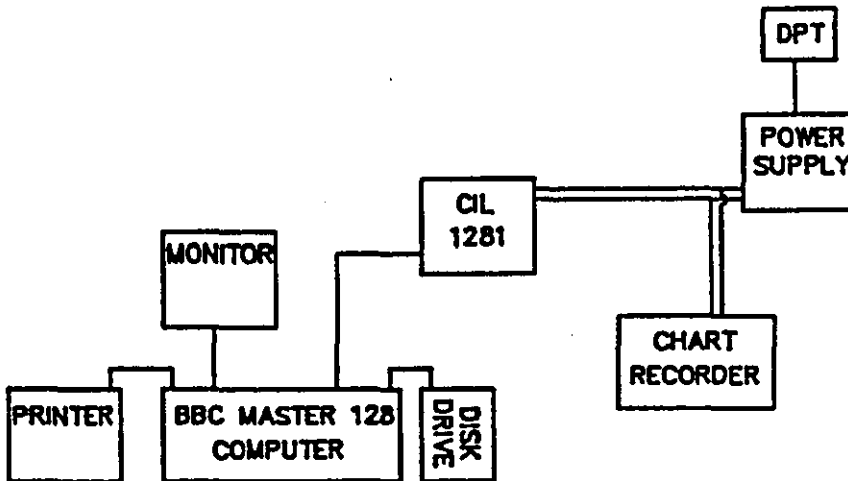 DPT
POWER
SUPPLY
CIL
1281
MONITOR
CHART
RECORDER
PRINTER
BBC MASTER 128
COMPUTER
DISK
DRIVE